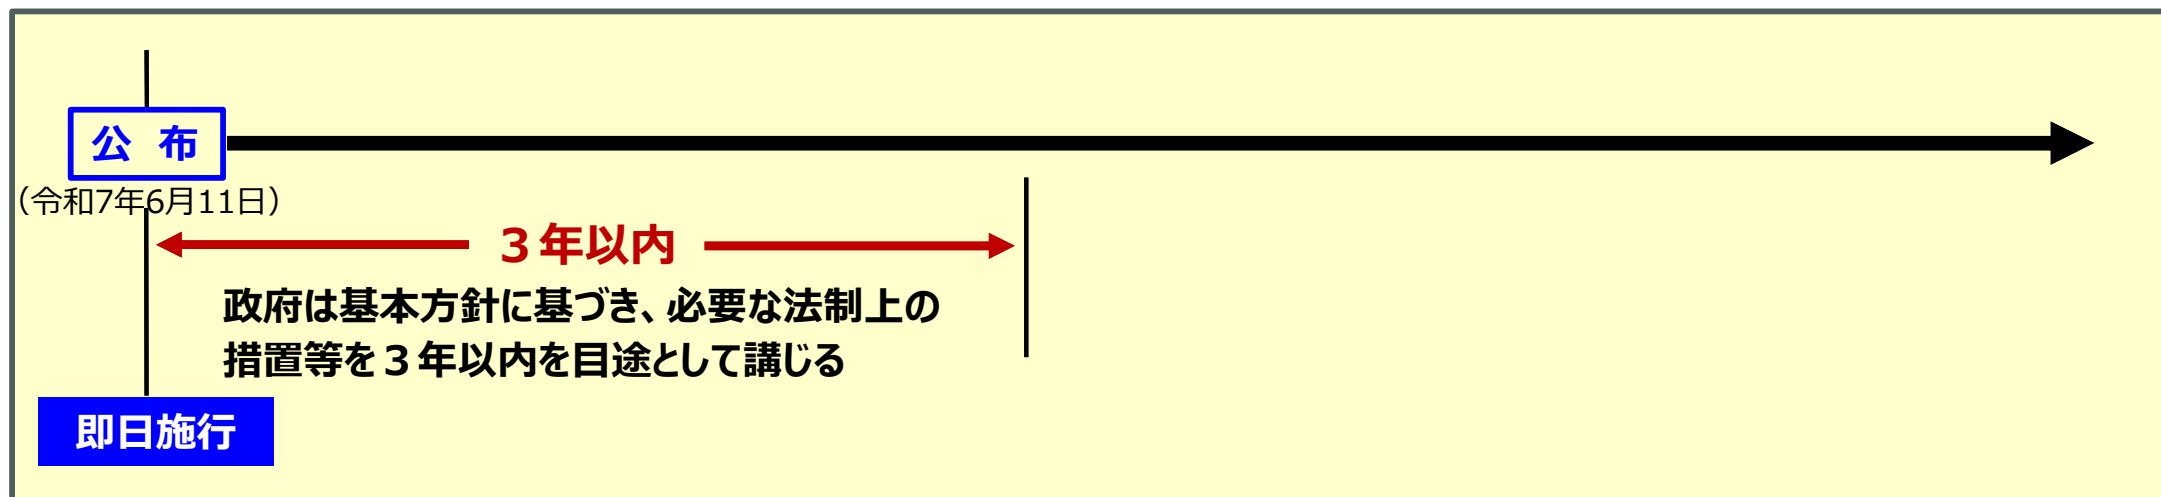 公 布
（令和7年6月11日）
３年以内
政府は基本方針に基づき、必要な法制上の
措置等を３年以内を目途として講じる
即日施行